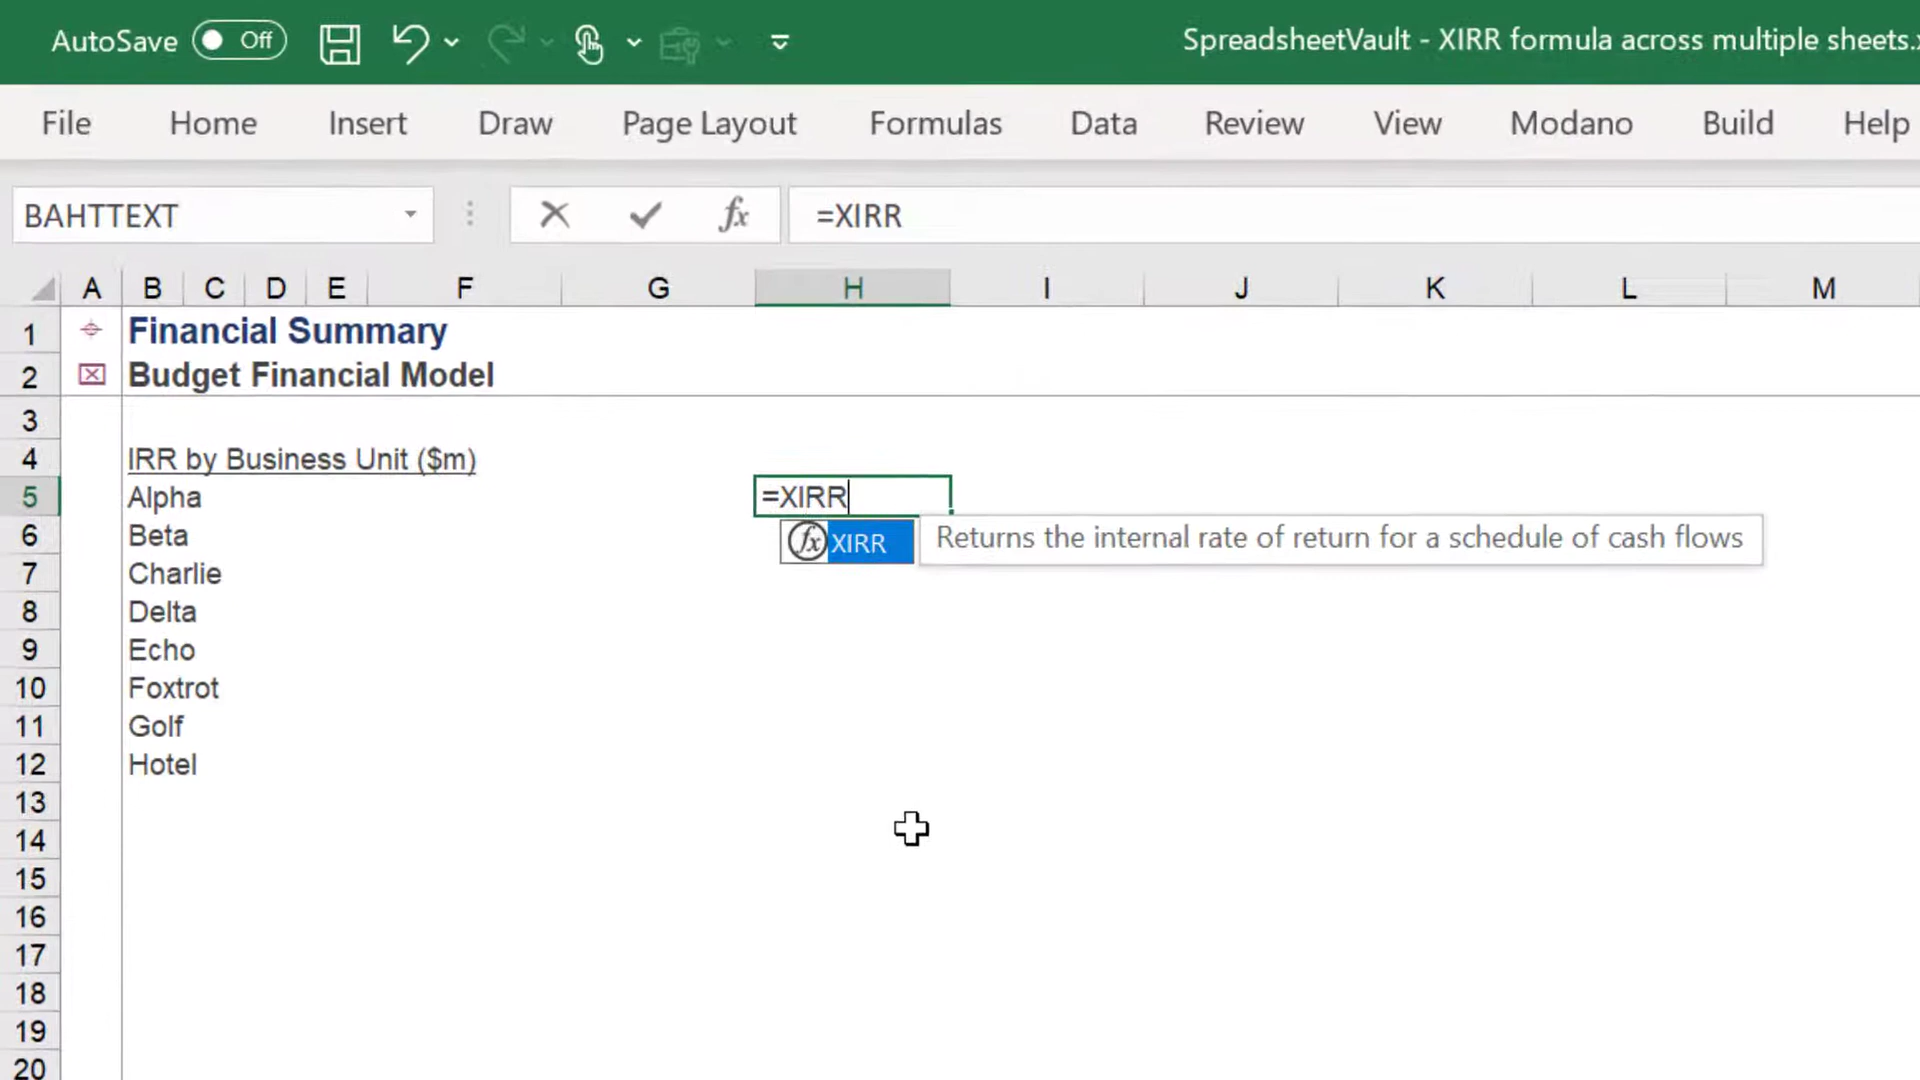 AutoSave Off SpreadsheetVault - XIRR formula across multiple sheets.
File Home Insert Draw Page Layout Formulas Data Review View Modano Build Help
BAHTTEXT fx =XIRR
A B C D E F G H I J K L M
1 Financial Summary
2 Budget Financial Model
3
4 IRR by Business Unit ($m)
5 Alpha =XIRR
6 Beta fx XIRR Returns the internal rate of return for a schedule of cash flows
7 Charlie
8 Delta
9 Echo
10 Foxtrot
11 Golf
12 Hotel
13
14
15
16
17
18
19
20